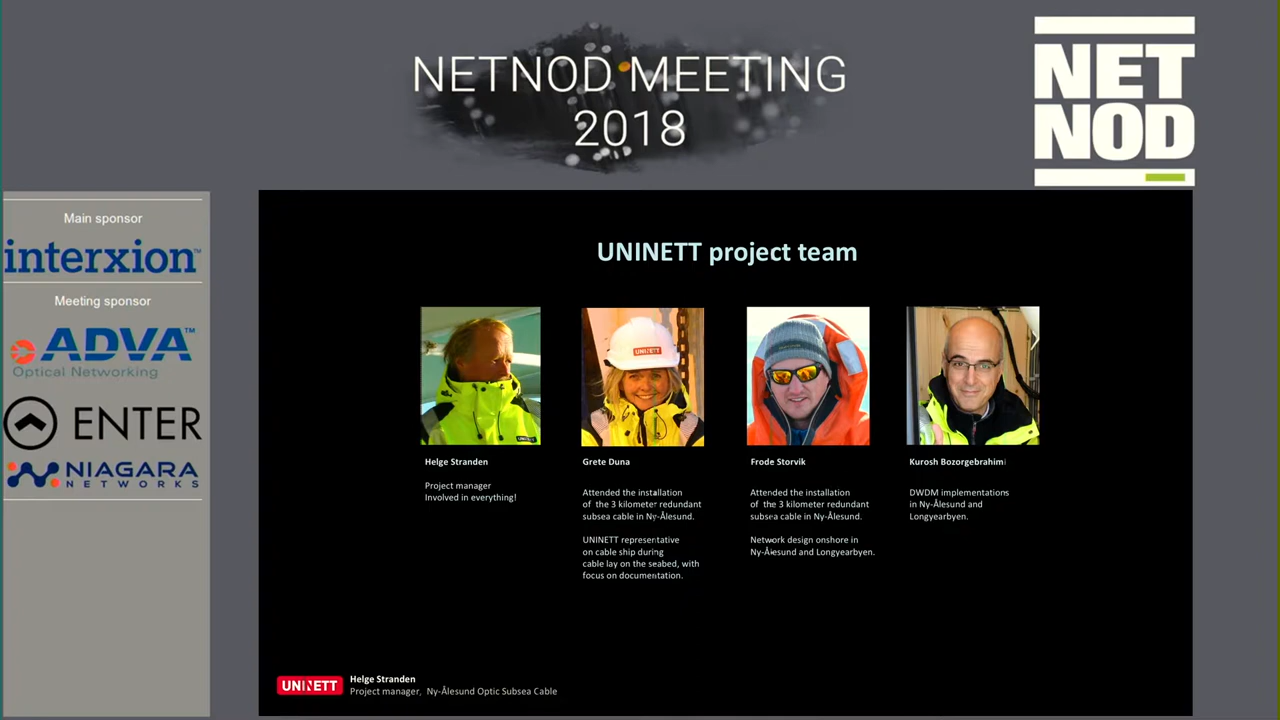 NETNOD MEETING
2018
NET
NOD
Main sponsor
interxion™
Meeting sponsor
ADVA™
Optical Networking
ENTER
NIAGARA
NETWORKS
UNINETT project team
UNINETT
Helge Stranden
Project manager
Involved in everything!
Grete Duna
Attended the installation
of the 3 kilometer redundant
subsea cable in Ny-Ålesund.
UNINETT representative
on cable ship during
cable lay on the seabed, with
focus on documentation.
Frode Storvik
Attended the installation
of the 3 kilometer redundant
subsea cable in Ny-Ålesund.
Network design onshore in
Ny-Ålesund and Longyearbyen.
Kurosh Bozorgebrahimi
DWDM implementations
in Ny-Ålesund and
Longyearbyen.
UNINETT
Helge Stranden
Project manager, Ny-Ålesund Optic Subsea Cable